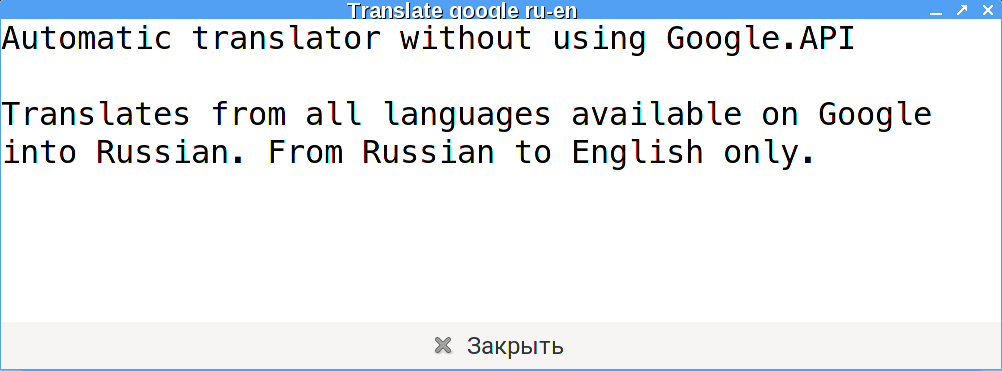 Translate google ru-en
Automatic translator without using Google.API
Translates from all languages available on Google
into Russian. From Russian to English only.
Закрыть